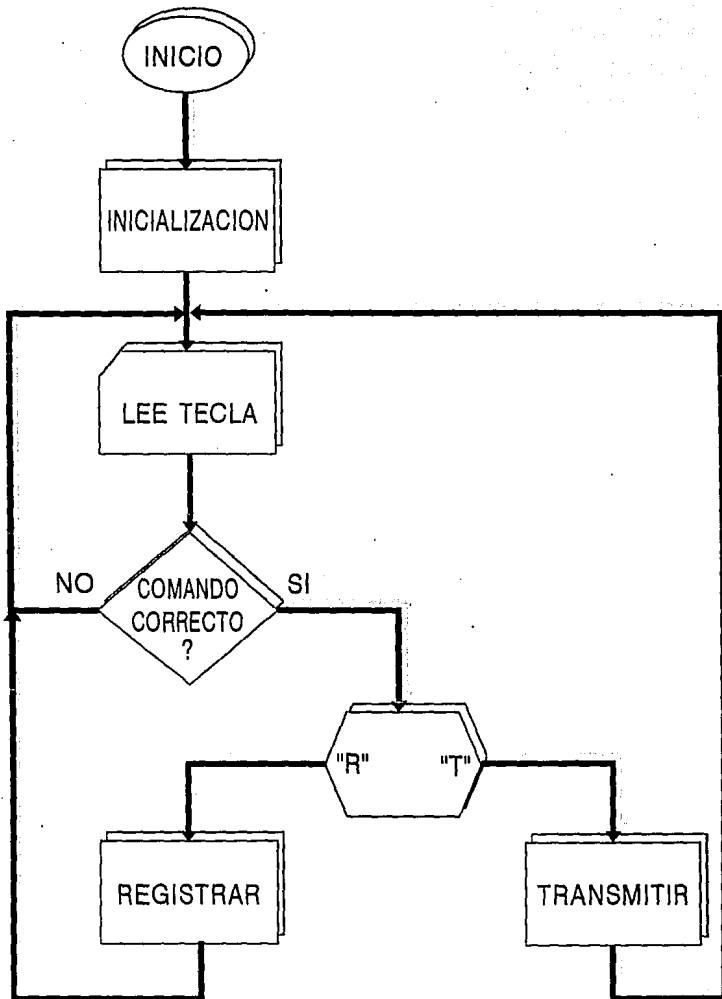 INICIO
INICIALIZACION
LEE TECLA
NO
SI
COMANDO
CORRECTO
?
"R"
"T"
REGISTRAR
TRANSMITIR